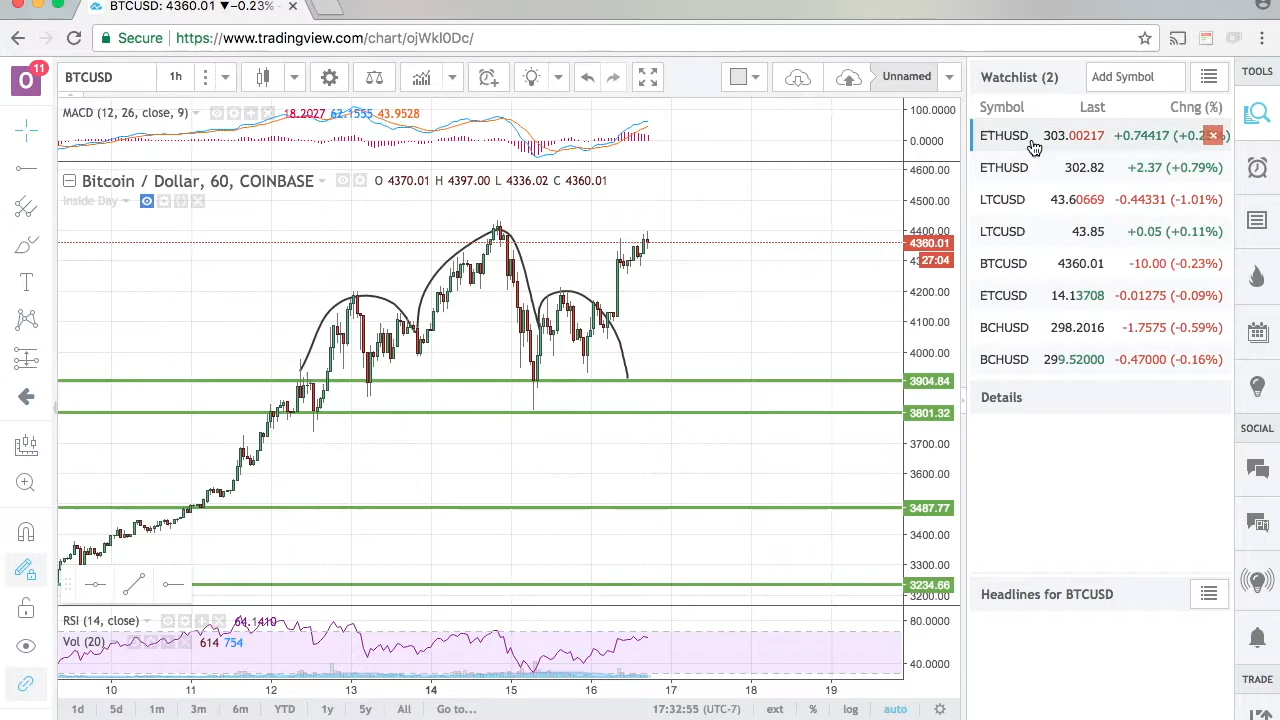 BTCUSD: 4360.01 ▼−0.23%
Secure https://www.tradingview.com/chart/ojWkI0Dc/
11
BTCUSD 1h Unnamed Watchlist (2) Add Symbol TOOLS
MACD (12, 26, close, 9) 18.2027 62.1555 43.9528
100.0000
0.0000
Symbol Last Chng (%)
ETHUSD 303.00217 +0.74417
ETHUSD 302.82 +2.37 (+0.79%)
LTCUSD 43.60669 -0.44331 (-1.01%)
LTCUSD 43.85 +0.05 (+0.11%)
BTCUSD 4360.01 -10.00 (-0.23%)
ETCUSD 14.13708 -0.01275 (-0.09%)
BCHUSD 298.2016 -1.7575 (-0.59%)
BCHUSD 299.52000 -0.47000 (-0.16%)
Details
SOCIAL
Headlines for BTCUSD
TRADE
Bitcoin / Dollar, 60, COINBASE O 4370.01 H 4397.00 L 4336.02 C 4360.01
Inside Day
4600.00
4500.00
4400.00
4360.01
27:04
4200.00
4100.00
4000.00
3904.84
3801.32
3700.00
3600.00
3487.77
3400.00
3300.00
3234.66
3200.00
RSI (14, close) 64.1410
Vol (20) 614 754
80.0000
40.0000
10 11 12 13 14 15 16 17 18 19
1d 5d 1m 3m 6m YTD 1y 5y All Go to... 17:32:55 (UTC-7) ext % log auto